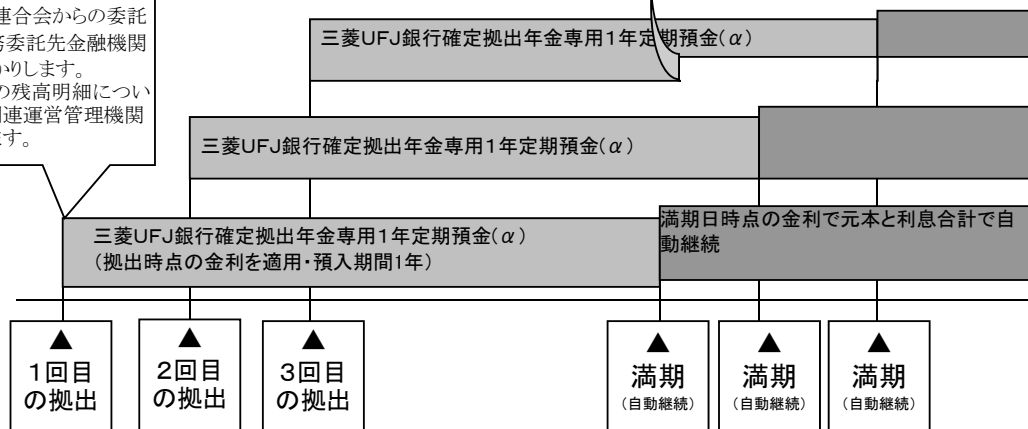 連合会からの委託
務委託先金融機関
かりします。
の残高明細につい
関連運営管理機関
ます。
三菱UFJ銀行確定拠出年金専用1年定期預金(α)
三菱UFJ銀行確定拠出年金専用1年定期預金(α)
三菱UFJ銀行確定拠出年金専用1年定期預金(α)
(拠出時点の金利を適用・預入期間1年)
満期日時点の金利で元本と利息合計で自
動継続
▲
1回目
の拠出
▲
2回目
の拠出
▲
3回目
の拠出
▲
満期
(自動継続)
▲
満期
(自動継続)
▲
満期
(自動継続)